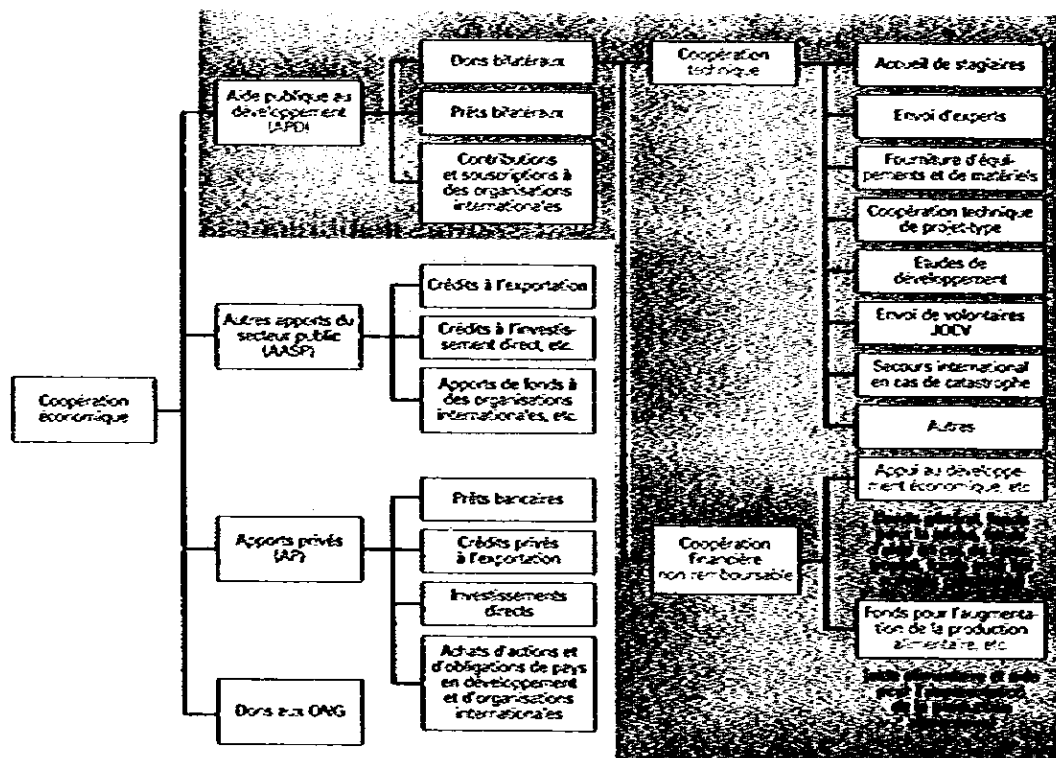 Coopération
économique
Aide publique au
développement
(APD)
Dons bilatéraux
Prêts bilatéraux
Contributions
et souscriptions à
des organisations
internationales
Autres apports du
secteur public
(AASP)
Crédits à l'exportation
Crédits à l'investis-
sement direct, etc.
Apports de fonds à
des organisations
internationales, etc.
Apports privés
(AP)
Prêts bancaires
Crédits privés
à l'exportation
Investissements
directs
Achats d'actions et
d'obligations de pays
en développement
et d'organisations
internationales
Dons aux ONG
Coopération
technique
Accueil de stagiaires
Envoi d'experts
Fourniture d'équi-
pements et de matériels
Coopération technique
de projet-type
Etudes de
développement
Envoi de volontaires
JOCV
Secours international
en cas de catastrophe
Autres
Coopération
financière
non remboursable
Appui au développe-
ment économique, etc
Fonds pour l'augmenta-
tion de la production
alimentaire, etc